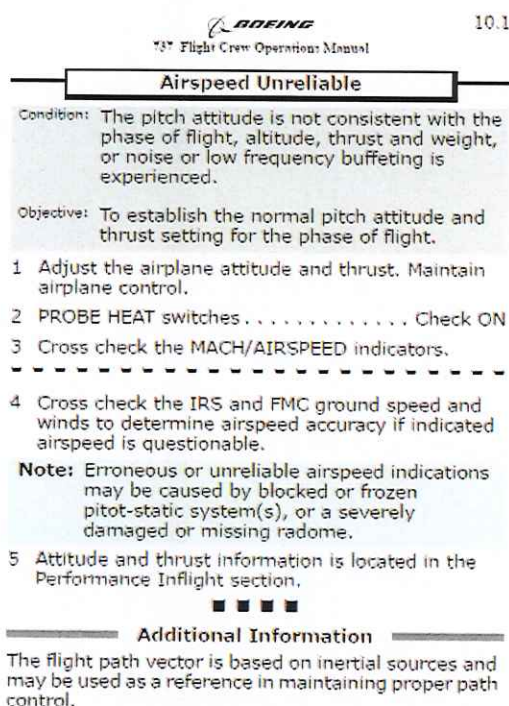 BOEING 10.1
737 Flight Crew Operations Manual
Airspeed Unreliable
Condition: The pitch attitude is not consistent with the
phase of flight, altitude, thrust and weight,
or noise or low frequency buffeting is
experienced.
Objective: To establish the normal pitch attitude and
thrust setting for the phase of flight.
1 Adjust the airplane attitude and thrust. Maintain
airplane control.
2 PROBE HEAT switches . . . . . . . . . . . . . Check ON
3 Cross check the MACH/AIRSPEED indicators.
4 Cross check the IRS and FMC ground speed and
winds to determine airspeed accuracy if indicated
airspeed is questionable.
Note: Erroneous or unreliable airspeed indications
may be caused by blocked or frozen
pitot-static system(s), or a severely
damaged or missing radome.
5 Attitude and thrust information is located in the
Performance Inflight section.
Additional Information
The flight path vector is based on inertial sources and
may be used as a reference in maintaining proper path
control.